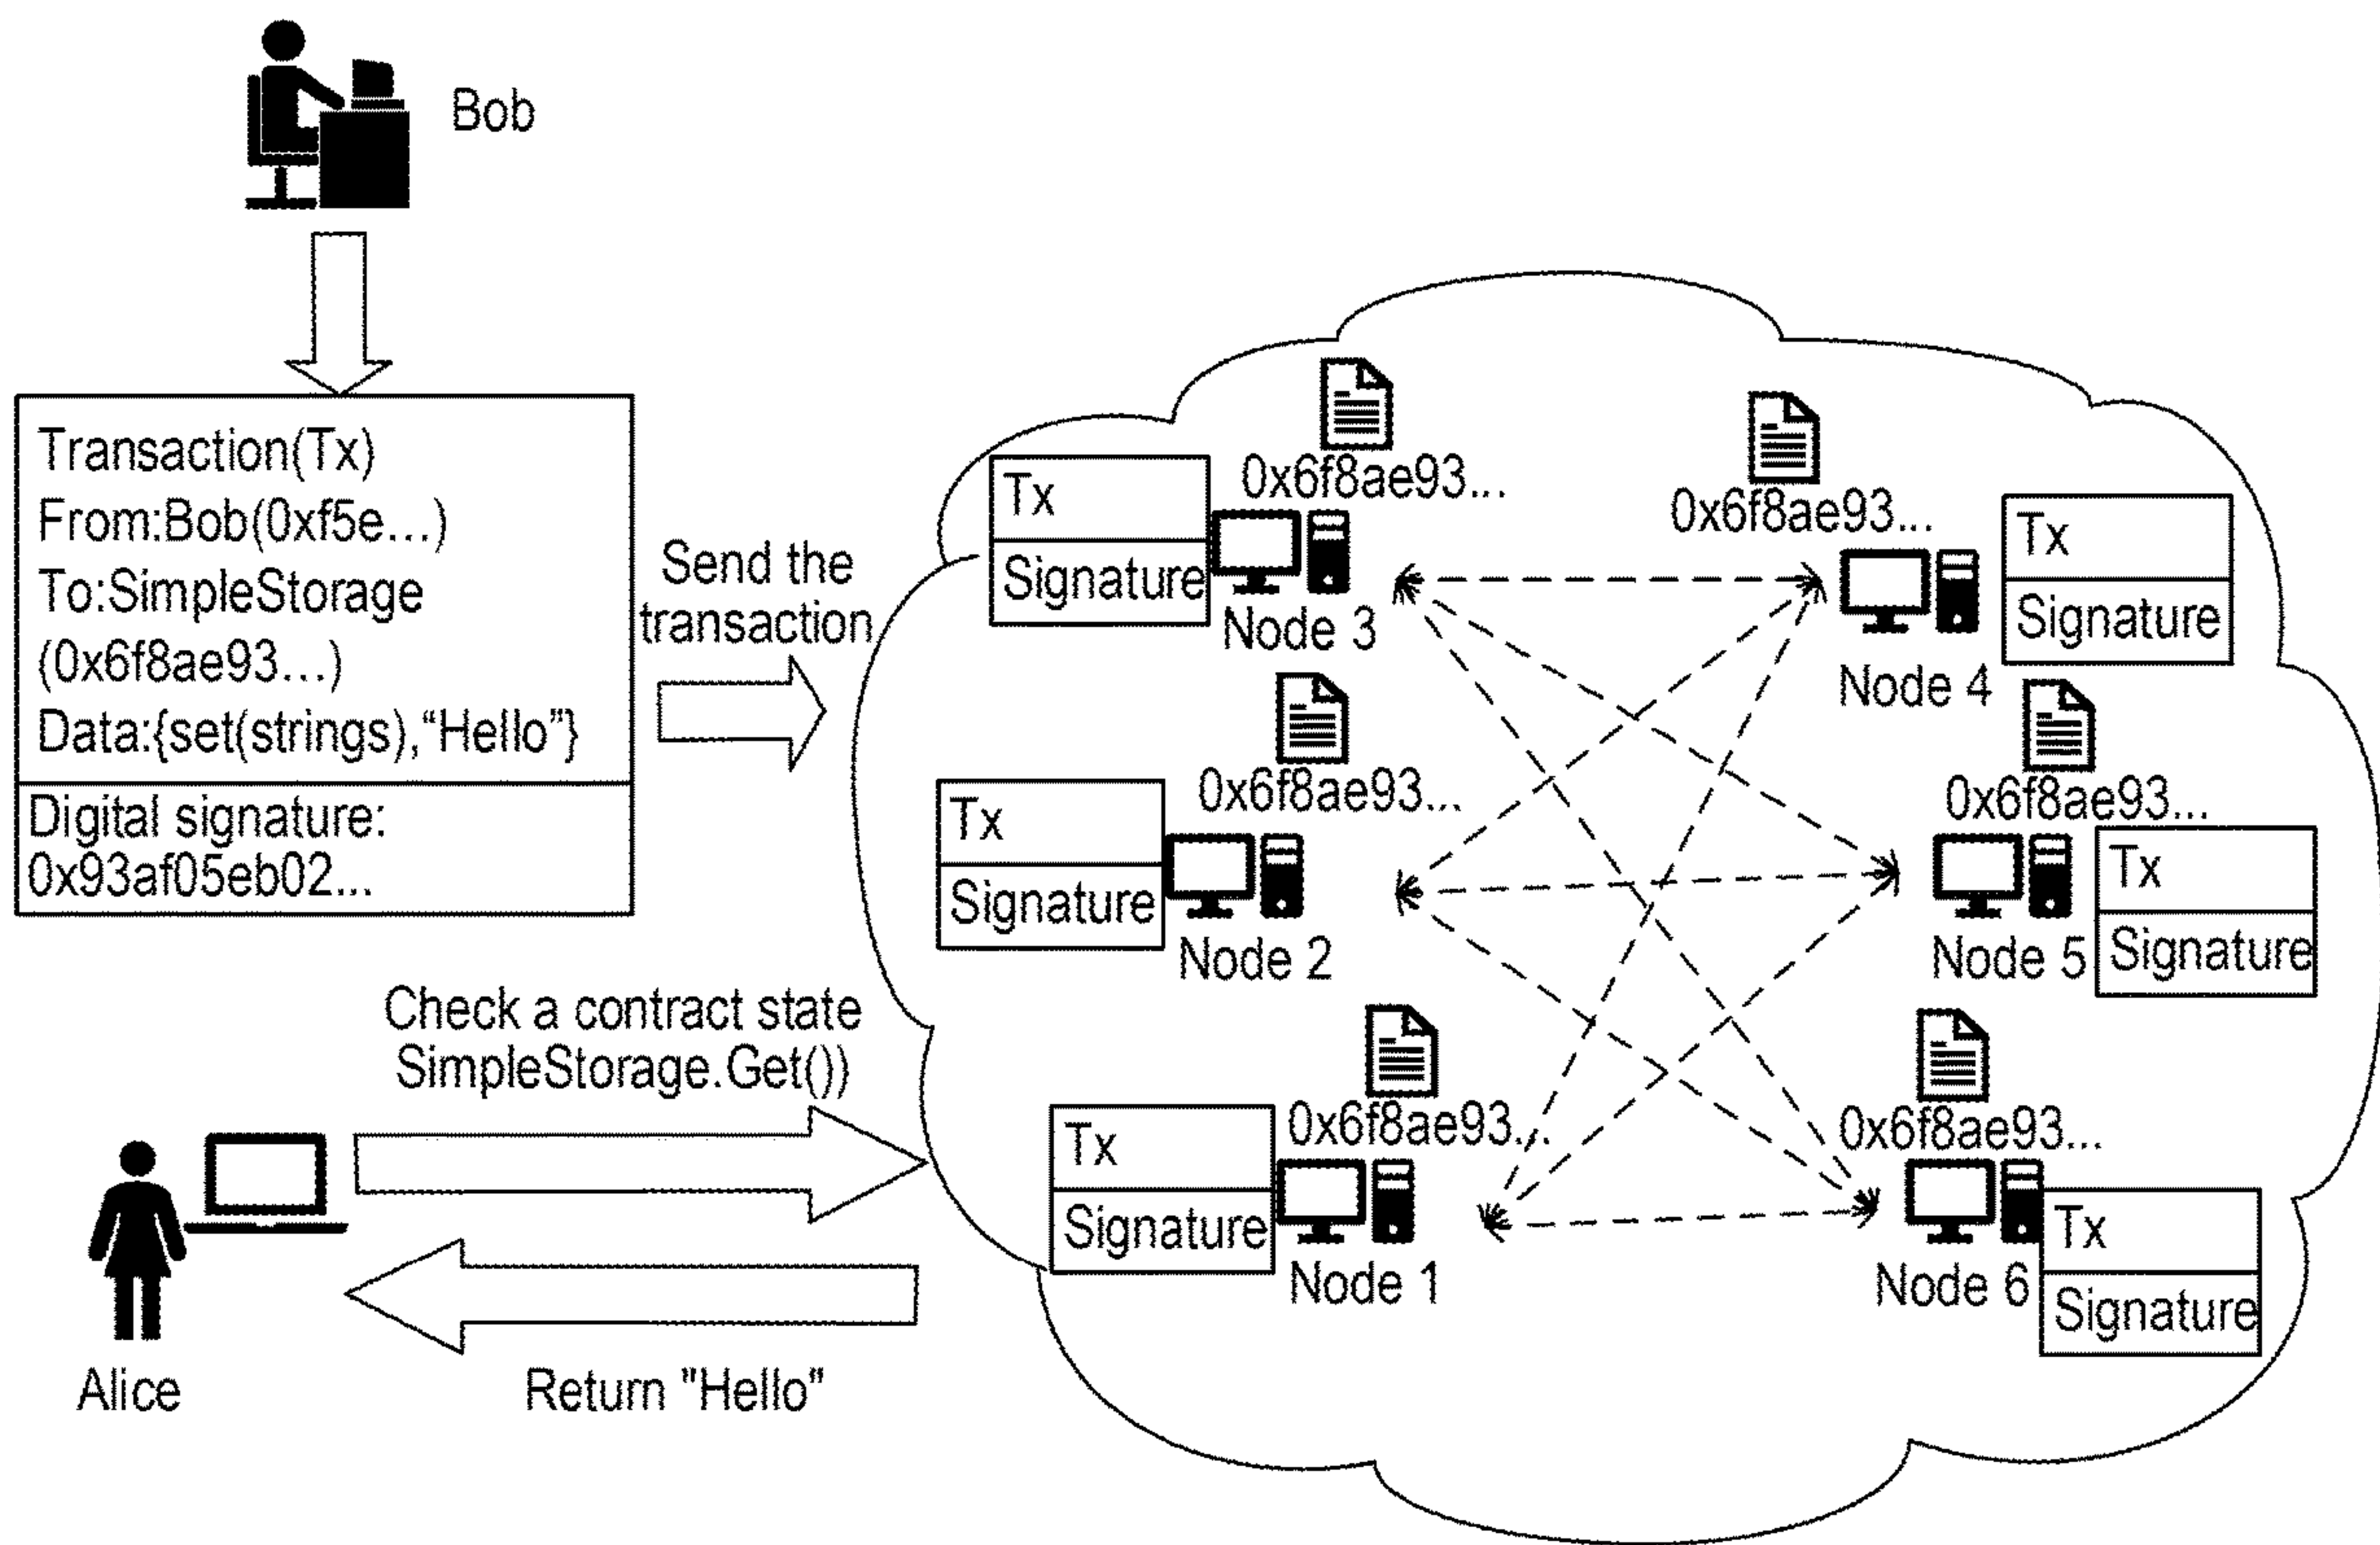 Bob
Transaction(Tx)
From:Bob(0xf5e...)
To:SimpleStorage
(0x6f8ae93...)
Data:{set(strings),“Hello”}
Digital signature:
0x93af05eb02...
Send the
transaction
Check a contract state
SimpleStorage.Get())
Alice
Return "Hello"
0x6f8ae93...
Tx
Signature
Node 3
0x6f8ae93...
Tx
Signature
Node 4
0x6f8ae93...
Tx
Signature
Node 2
0x6f8ae93...
Tx
Signature
Node 5
0x6f8ae93...
Tx
Signature
Node 1
0x6f8ae93...
Tx
Signature
Node 6